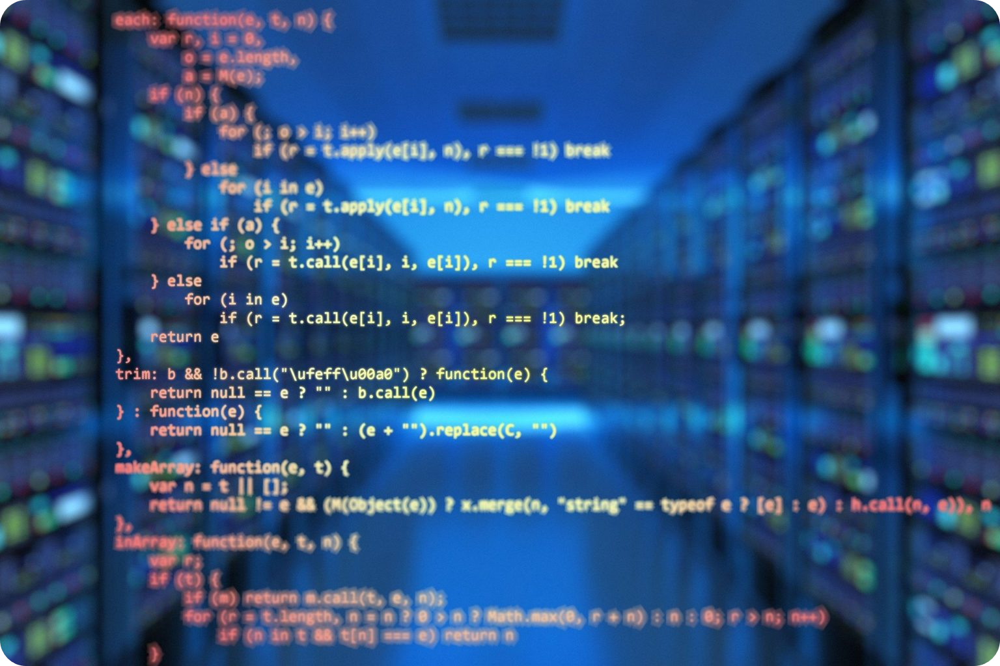 each: function(e, t, n) {
var r, i = 0,
o = e.length,
a = M(e);
if (n) {
if (a) {
for (; o > i; i++)
if (r = t.apply(e[i], n), r === !1) break
} else
for (i in e)
if (r = t.apply(e[i], n), r === !1) break
} else if (a) {
for (; o > i; i++)
if (r = t.call(e[i], i, e[i]), r === !1) break
} else
for (i in e)
if (r = t.call(e[i], i, e[i]), r === !1) break;
return e
},
trim: b && !b.call("\ufeff\u00a0") ? function(e) {
return null == e ? "" : b.call(e)
} : function(e) {
return null == e ? "" : (e + "").replace(C, "")
},
makeArray: function(e, t) {
var n = t || [];
return null != e && (M(Object(e)) ? x.merge(n, "string" == typeof e ? [e] : e) : h.call(n, e)), n
},
inArray: function(e, t, n) {
var r;
if (t) {
if (m) return m.call(t, e, n);
for (r = t.length, n = n ? 0 > n ? Math.max(0, r + n) : n : 0; r > n; n++)
if (n in t && t[n] === e) return n
}